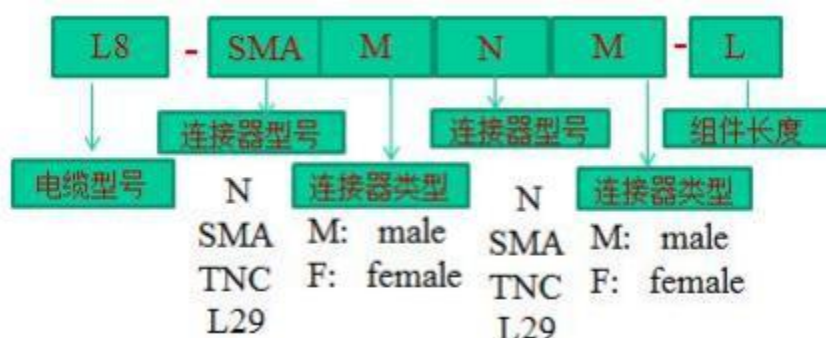 L8 - SMA M N M - L
连接器型号 连接器型号 组件长度
电缆型号 连接器类型 连接器类型
N N
SMA M: male SMA M: male
TNC F: female TNC F: female
L29 L29